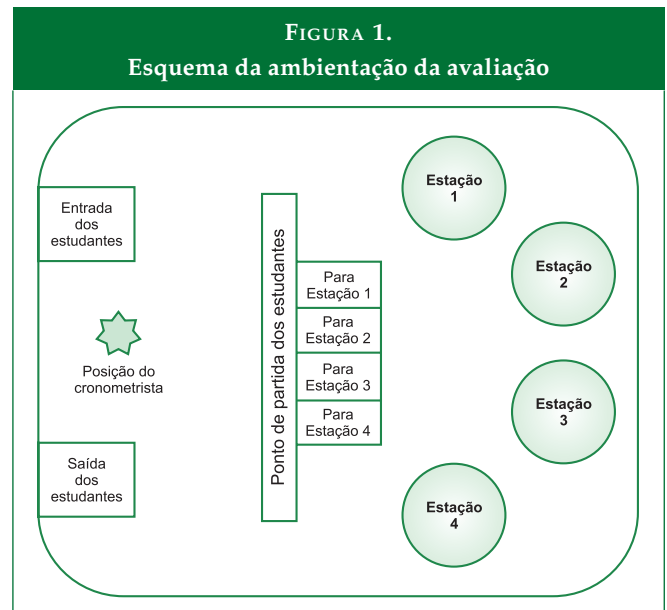 FIGURA 1.
Esquema da ambientação da avaliação
Entrada
dos
estudantes
Posição do
cronometrista
Saída
dos
estudantes
Ponto de partida dos estudantes
Para
Estação 1
Para
Estação 2
Para
Estação 3
Para
Estação 4
Estação
1
Estação
2
Estação
3
Estação
4